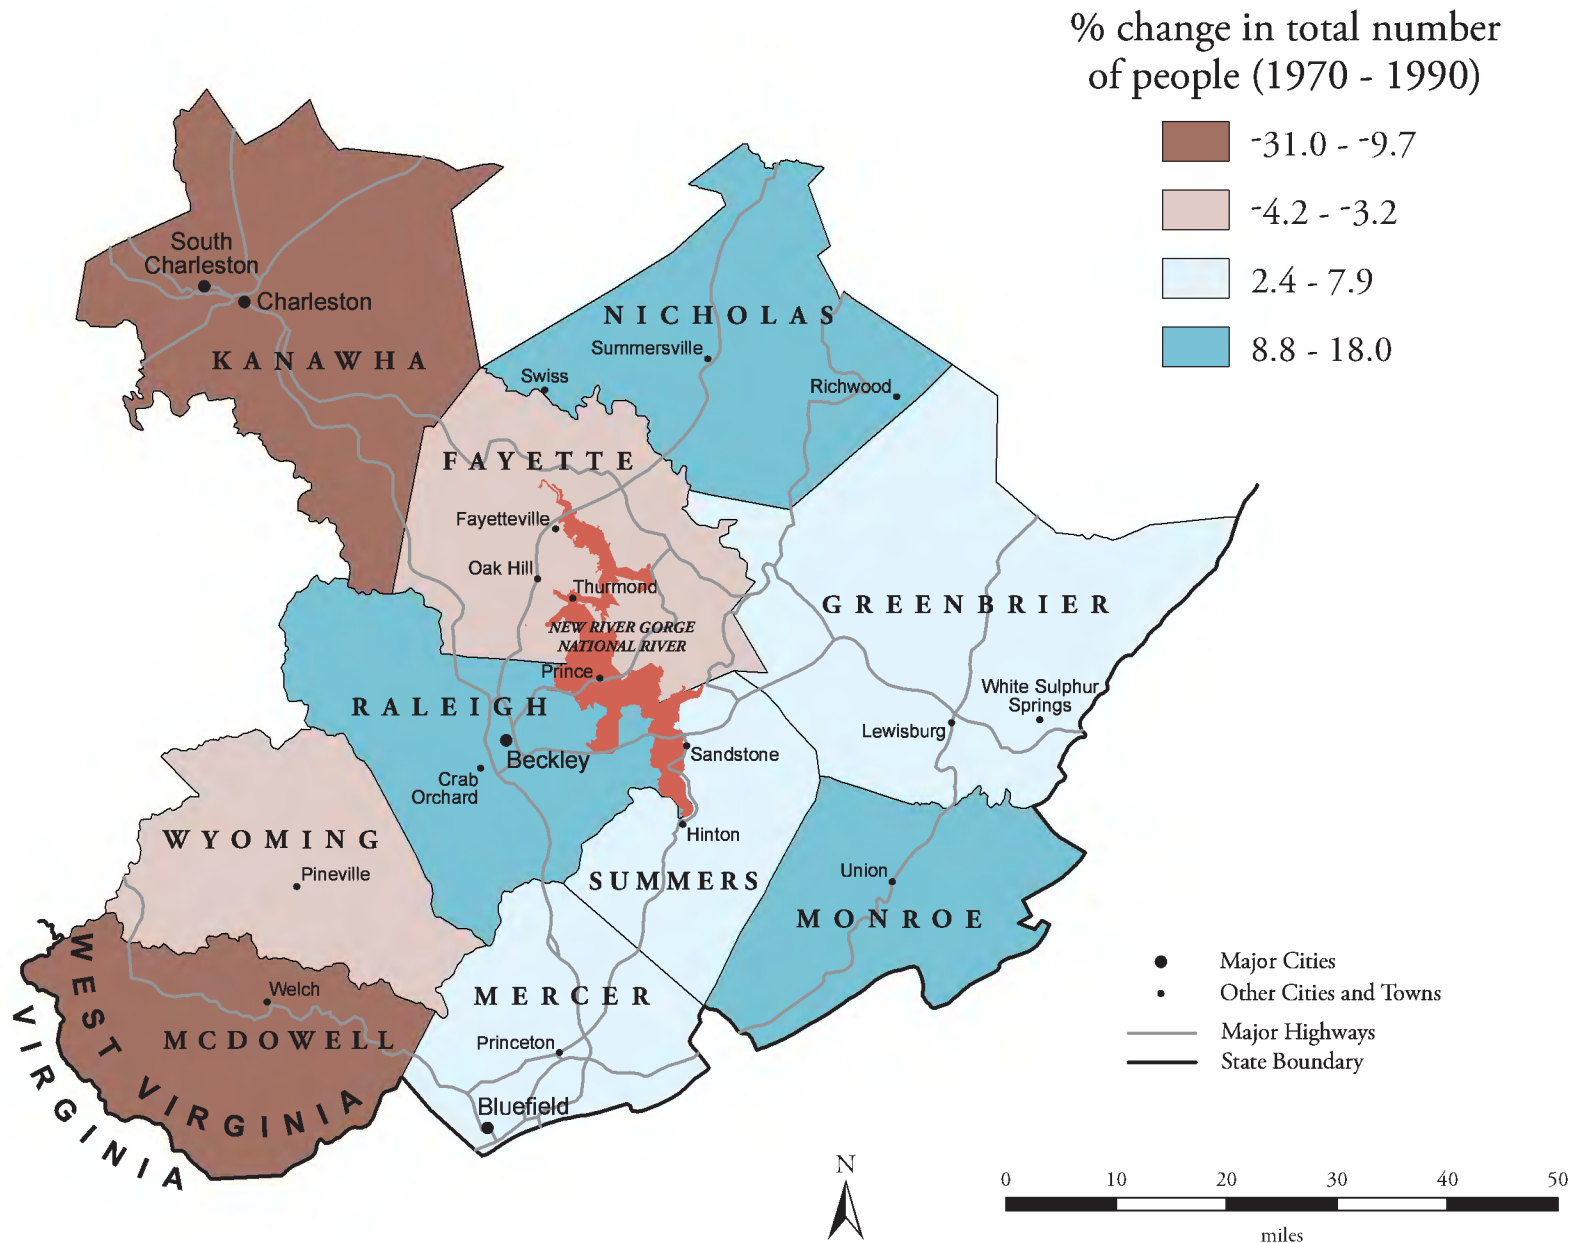 % change in total number
of people (1970 - 1990)
-31.0 - -9.7
-4.2 - -3.2
2.4 - 7.9
8.8 - 18.0
South
Charleston
Charleston
KANAWHA
NICHOLAS
Summersville
Swiss
Richwood
FAYETTE
Fayetteville
Oak Hill
Thurmond
NEW RIVER GORGE
NATIONAL RIVER
Prince
GREENBRIER
White Sulphur
Springs
Lewisburg
RALEIGH
Beckley
Crab
Orchard
Sandstone
Hinton
SUMMERS
WYOMING
Pineville
Union
MONROE
MERCER
Princeton
Bluefield
Welch
MCDOWELL
WEST VIRGINIA
VIRGINIA
Major Cities
Other Cities and Towns
Major Highways
State Boundary
N
0 10 20 30 40 50
miles